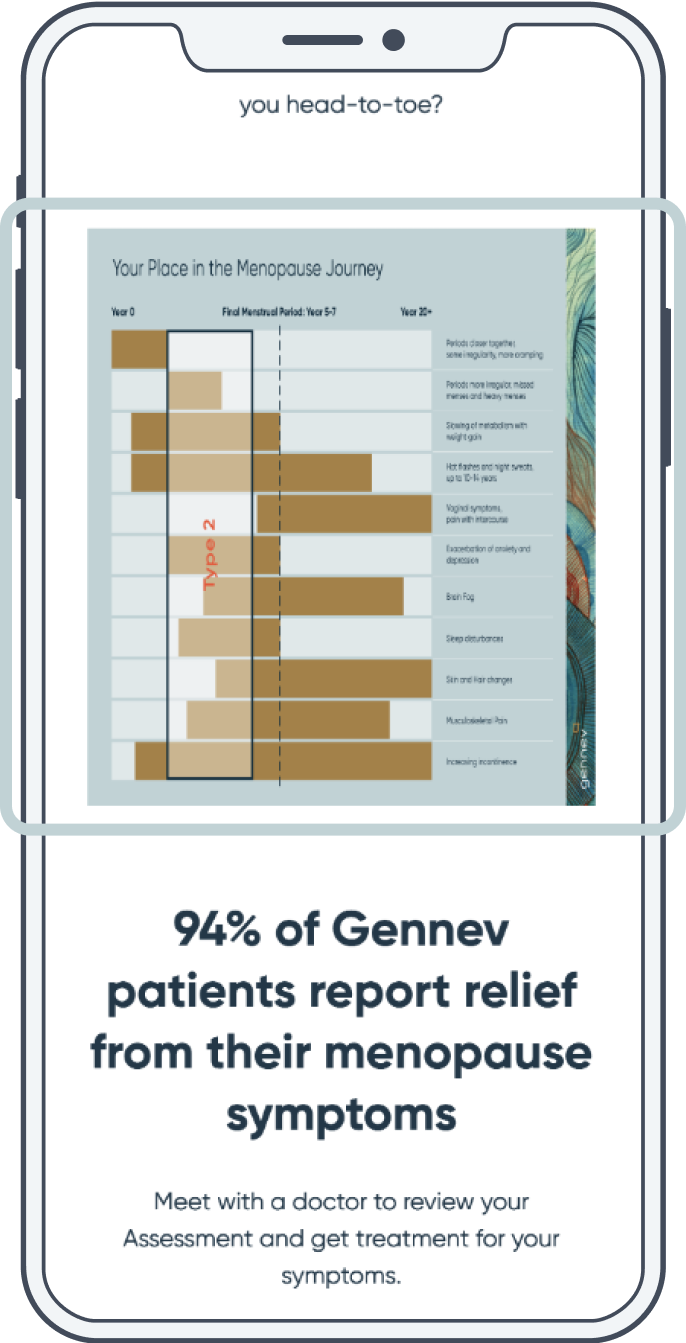 you head-to-toe?
Your Place in the Menopause Journey
Year 0 Final Menstrual Period: Year 5-7 Year 20+
Periods closer together,
some irregularity, more cramping
Periods more irregular, missed
menses and heavy menses
Slowing of metabolism with
weight gain
Hot flashes and night sweats,
up to 10-14 years
Vaginal symptoms,
pain with intercourse
Type 2
Exacerbation of anxiety and
depression
Brain Fog
Sleep disturbances
Skin and Hair changes
Musculoskeletal Pain
Increasing incontinence
gennev
94% of Gennev
patients report relief
from their menopause
symptoms
Meet with a doctor to review your
Assessment and get treatment for your
symptoms.